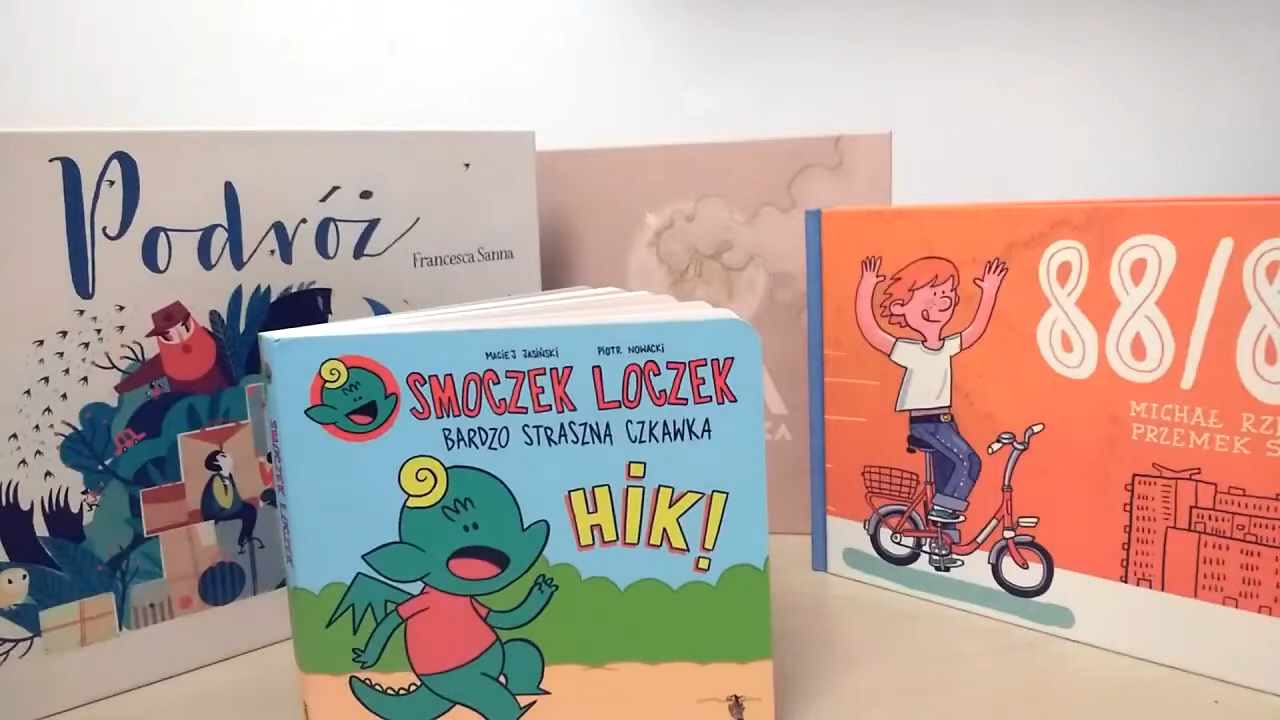 Podróż
Francesca Sanna
MACIEJ JASIŃSKI PIOTR NOWACKI
SMOCZEK LOCZEK
BARDZO STRASZNA CZKAWKA
HIK!
SMOCZEK LOCZEK
88/8
MICHAŁ RZ
PRZEMEK S